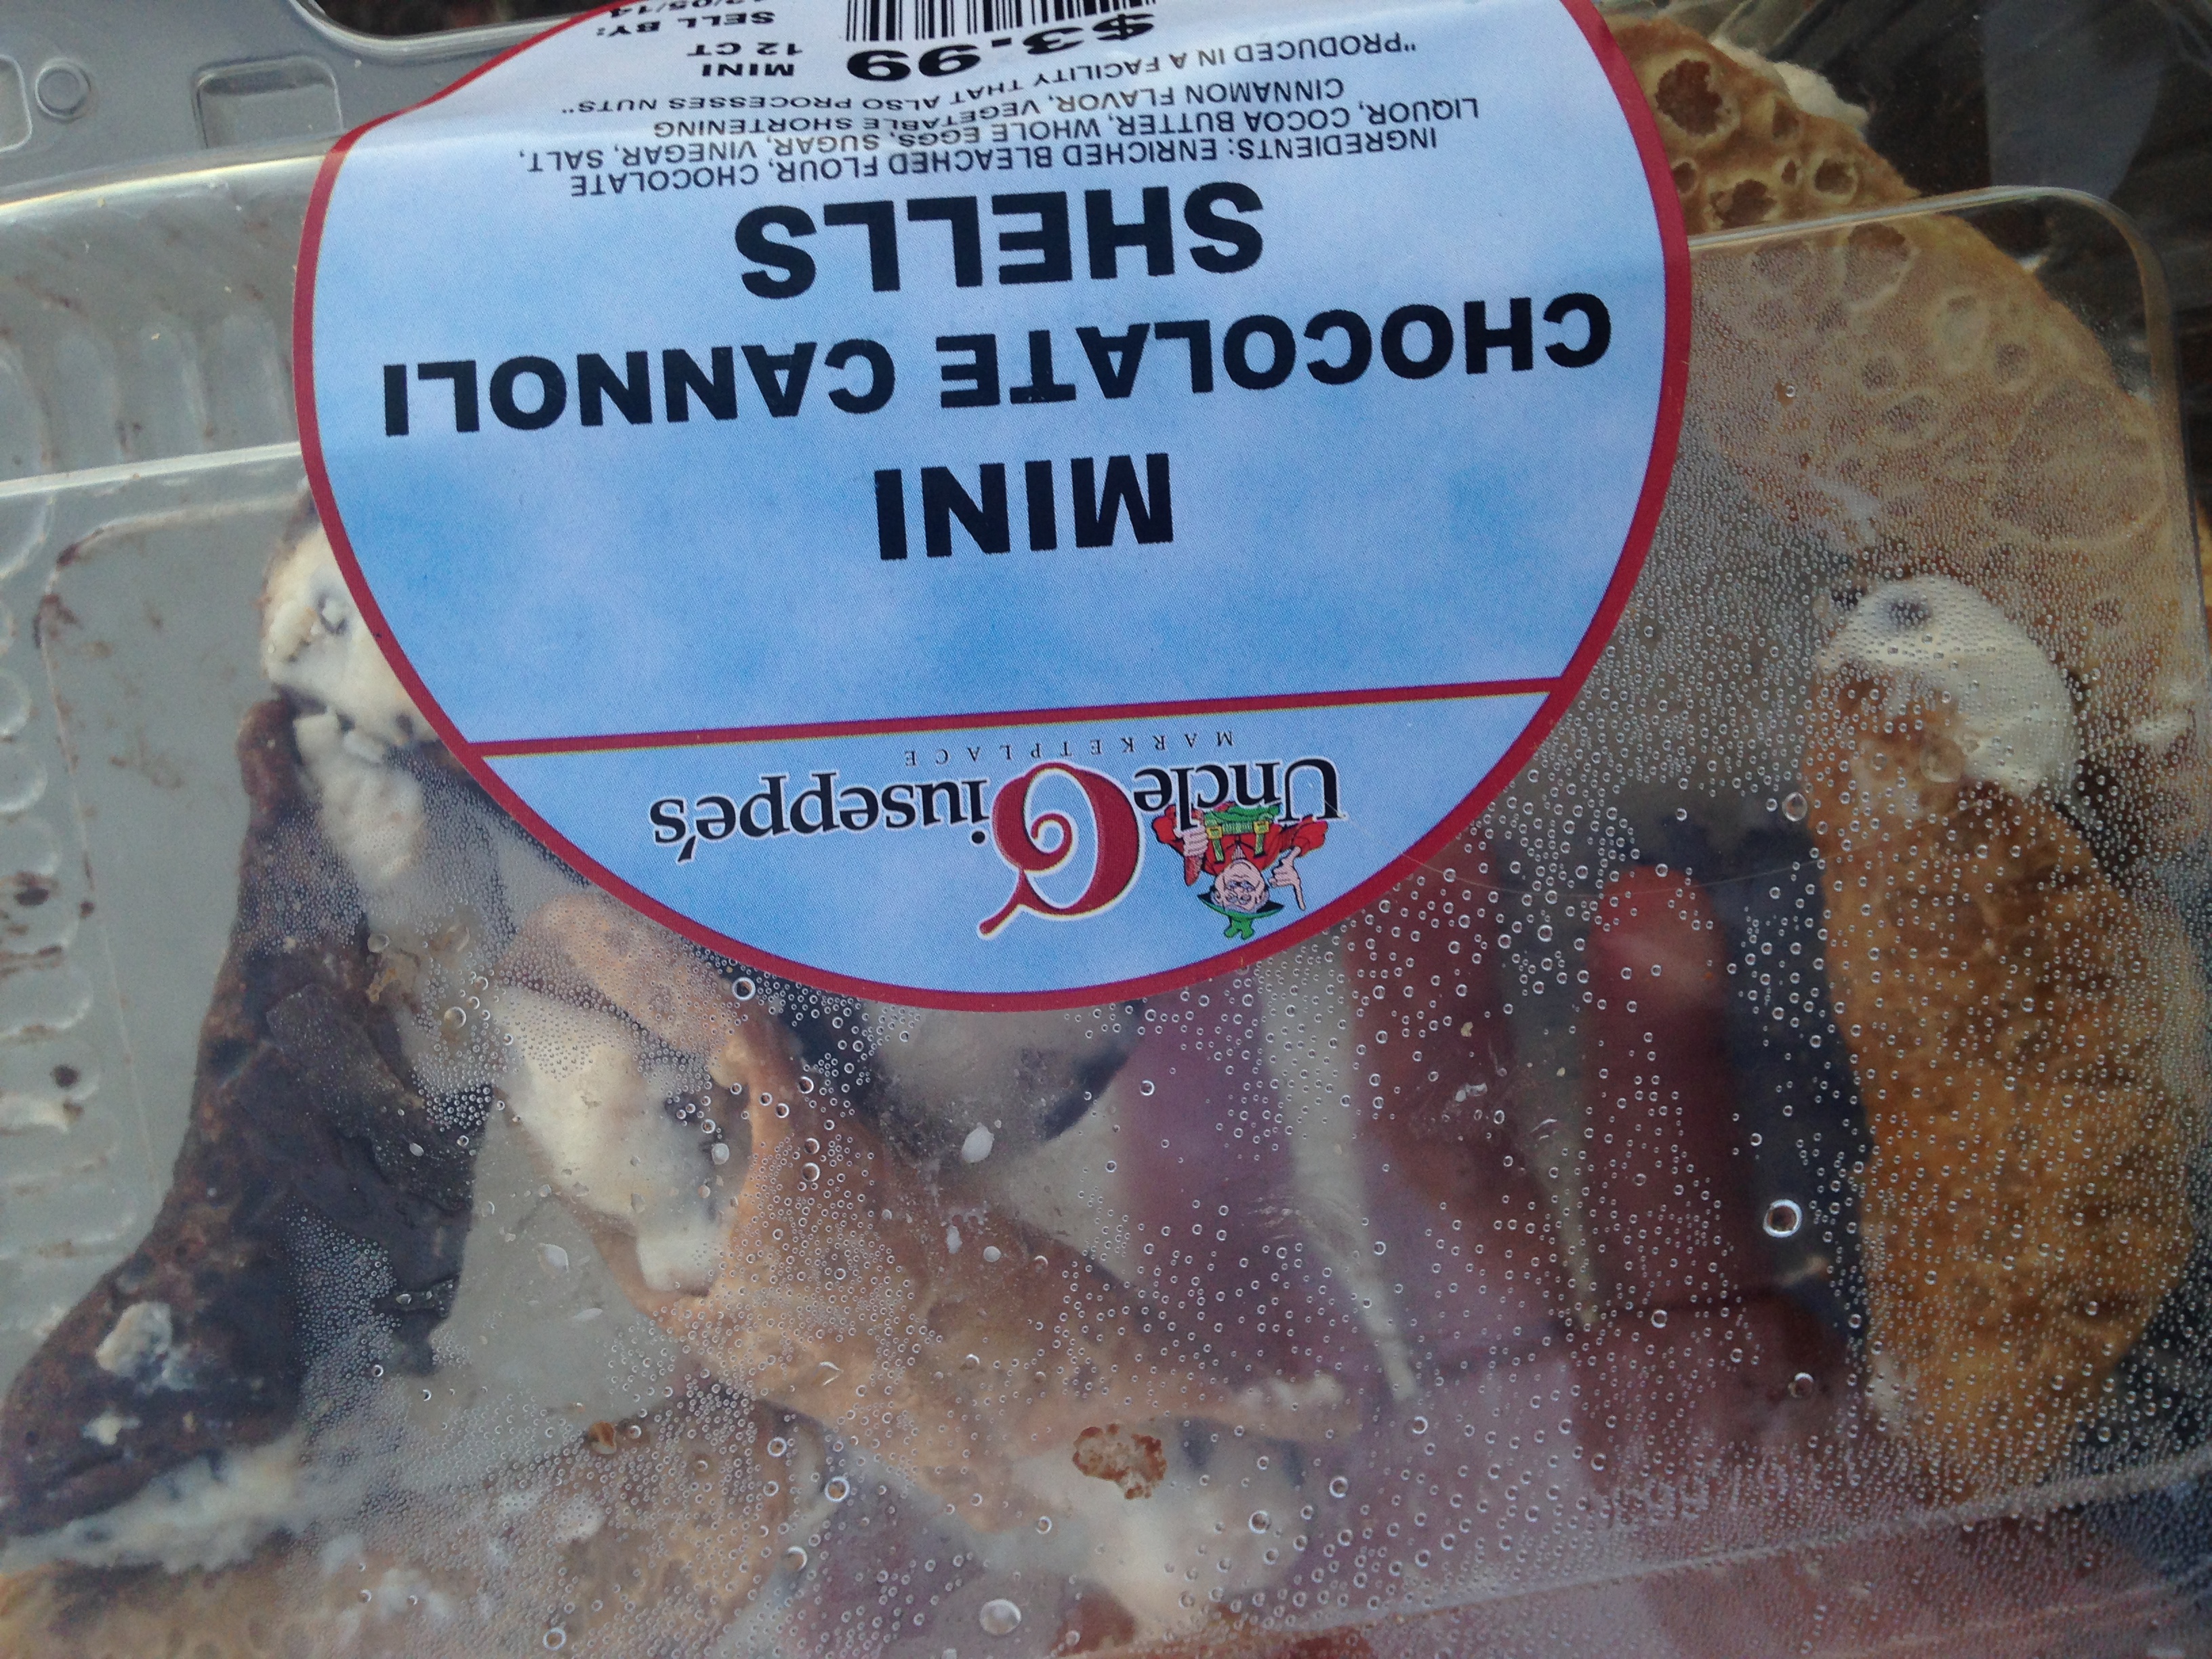 Uncle Giuseppe's
MARKETPLACE
MINI
CHOCOLATE CANNOLI
SHELLS
INGREDIENTS: ENRICHED BLEACHED FLOUR, CHOCOLATE
LIQUOR, COCOA BUTTER, WHOLE EGGS, SUGAR, VINEGAR, SALT,
CINNAMON FLAVOR, VEGETABLE SHORTENING
"PRODUCED IN A FACILITY THAT ALSO PROCESSES NUTS"
$3.99
MINI
12 CT
SELL BY: